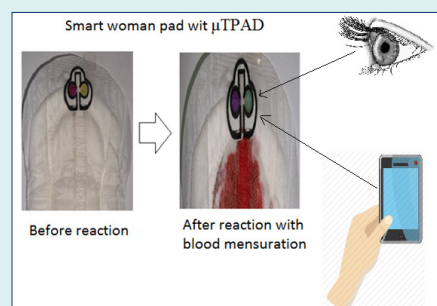 Smart woman pad wit µTPAD
Before reaction
After reaction with
blood mensuration